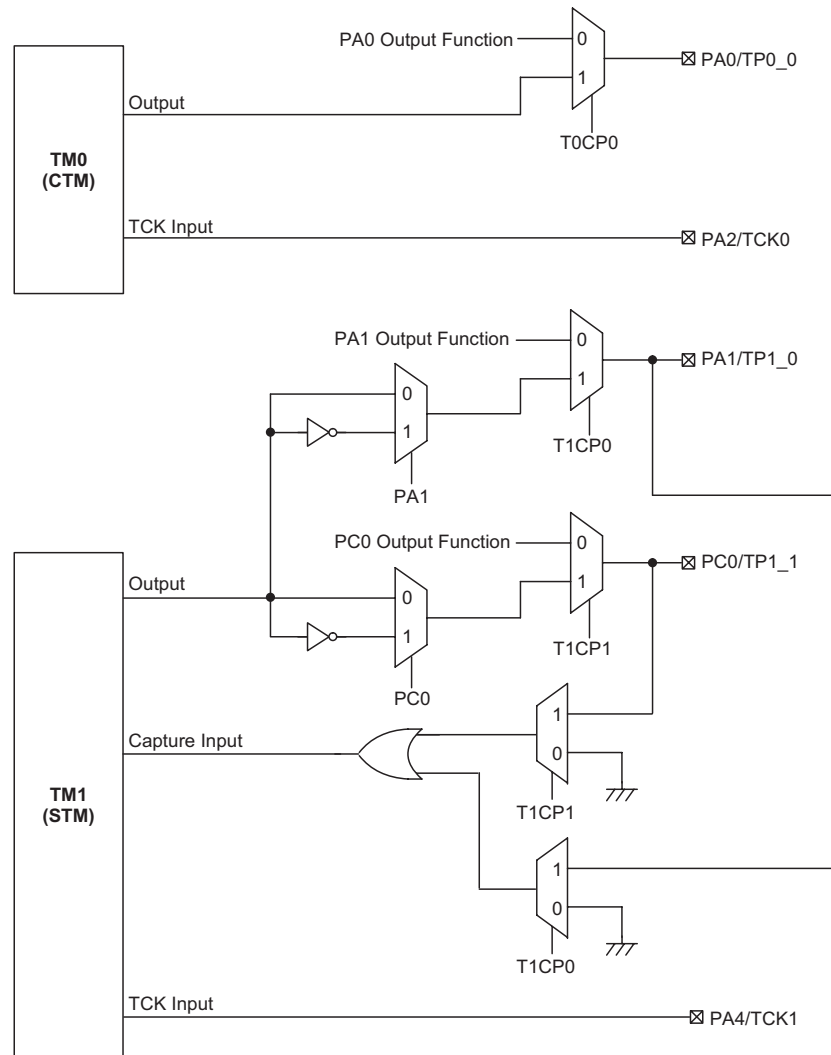 PA0 Output Function
0
1
PA0/TP0_0
T0CP0
Output
TM0
(CTM)
TCK Input
PA2/TCK0
PA1 Output Function
0
1
PA1/TP1_0
T1CP0
0
1
PA1
PC0 Output Function
0
1
PC0/TP1_1
T1CP1
Output
0
1
PC0
Capture Input
1
0
T1CP1
TM1
(STM)
1
0
T1CP0
TCK Input
PA4/TCK1